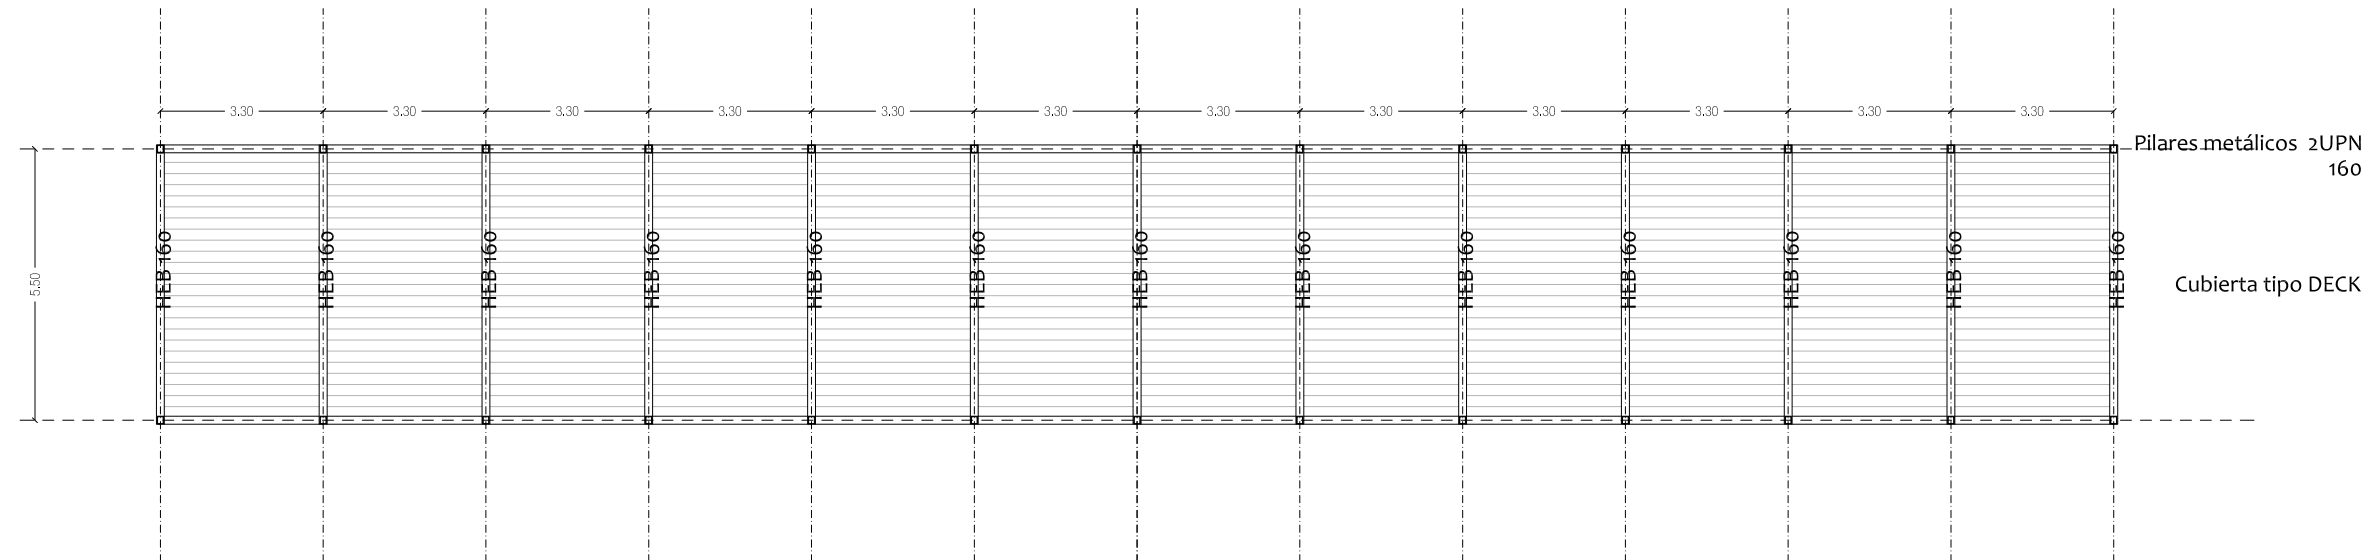 3.30 3.30 3.30 3.30 3.30 3.30 3.30 3.30 3.30 3.30 3.30 3.30
Pilares metálicos 2UPN
160
5.50
HEB 160 HEB 160 HEB 160 HEB 160 HEB 160 HEB 160 HEB 160 HEB 160 HEB 160 HEB 160 HEB 160 HEB 160 HEB 160
Cubierta tipo DECK